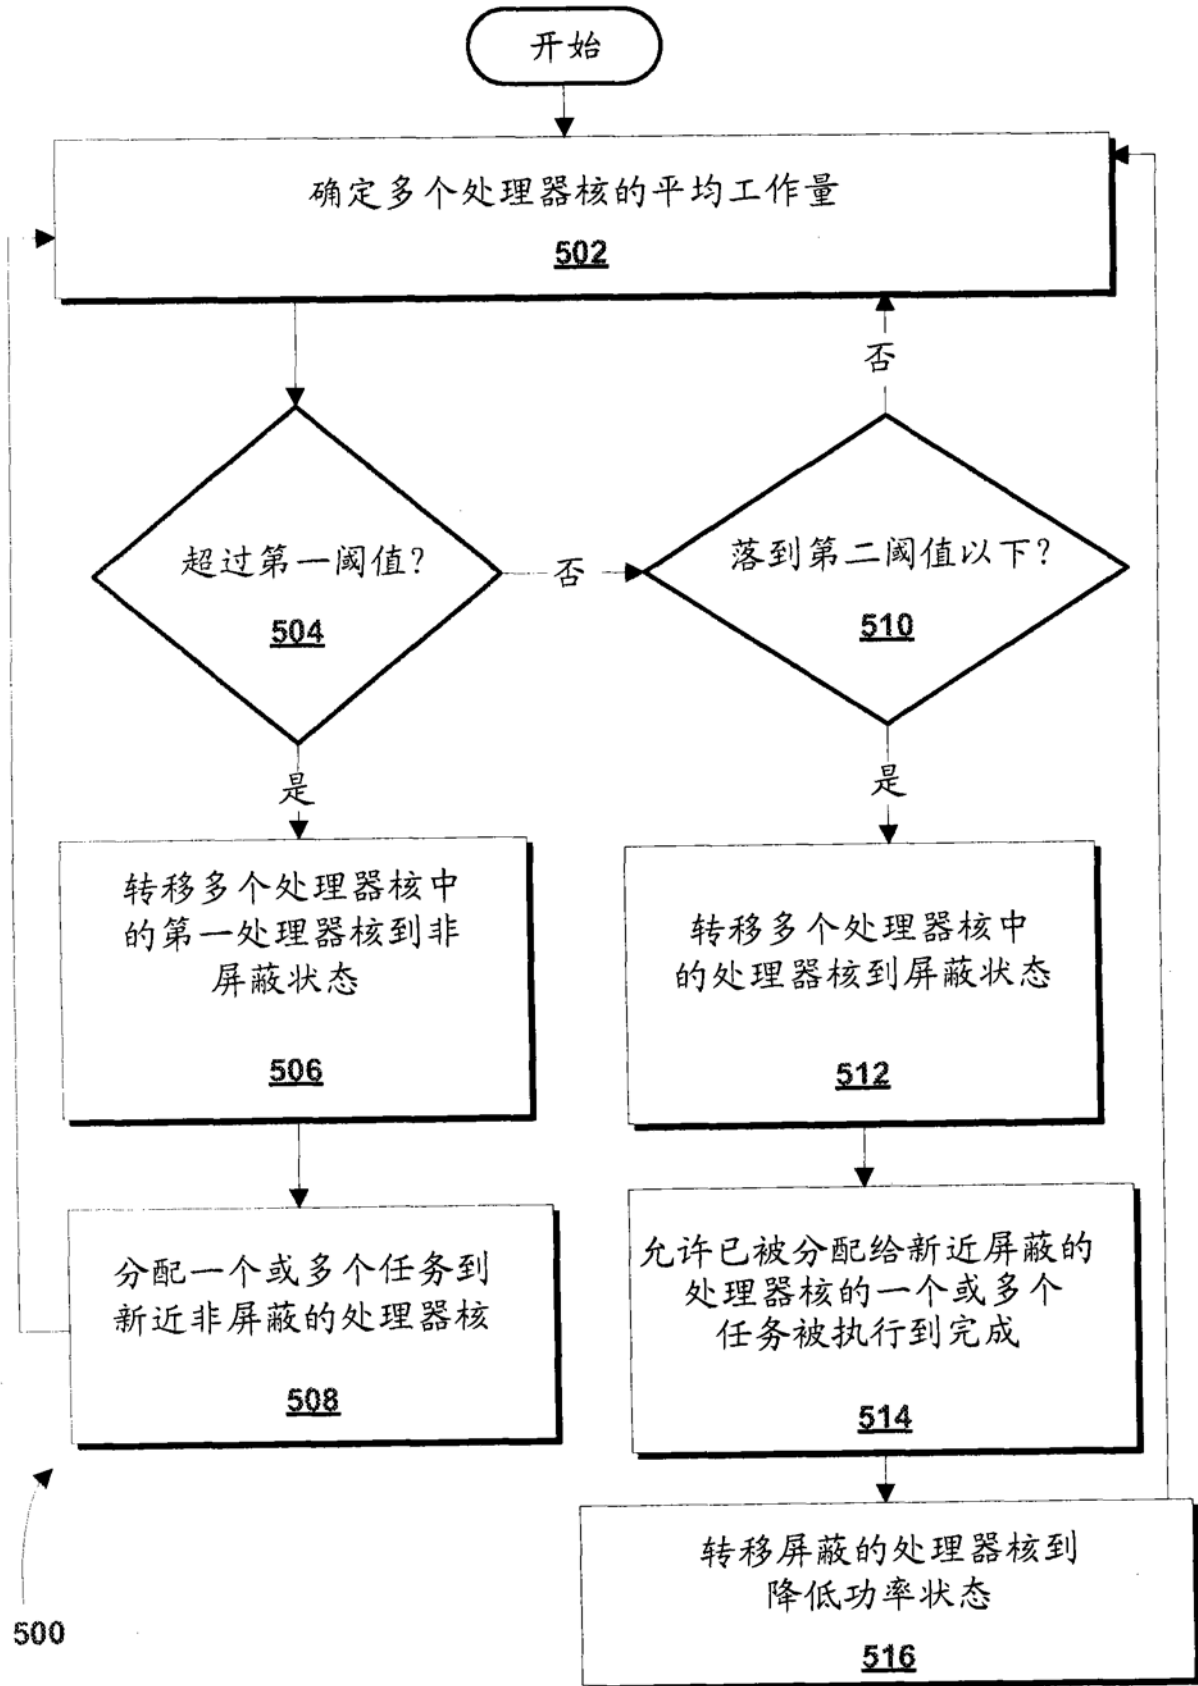 开始
确定多个处理器核的平均工作量
502
否
超过第一阈值?
504
否
落到第二阈值以下?
510
是
是
转移多个处理器核中
的第一处理器核到非
屏蔽状态
506
转移多个处理器核中
的处理器核到屏蔽状态
512
分配一个或多个任务到
新近非屏蔽的处理器核
508
允许已被分配给新近屏蔽的
处理器核的一个或多个
任务被执行到完成
514
转移屏蔽的处理器核到
降低功率状态
516
500